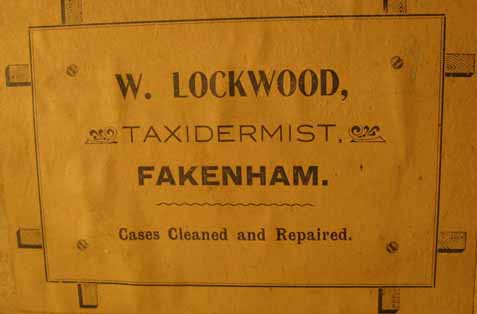 W. LOCKWOOD,
TAXIDERMIST,
FAKENHAM.
Cases Cleaned and Repaired.